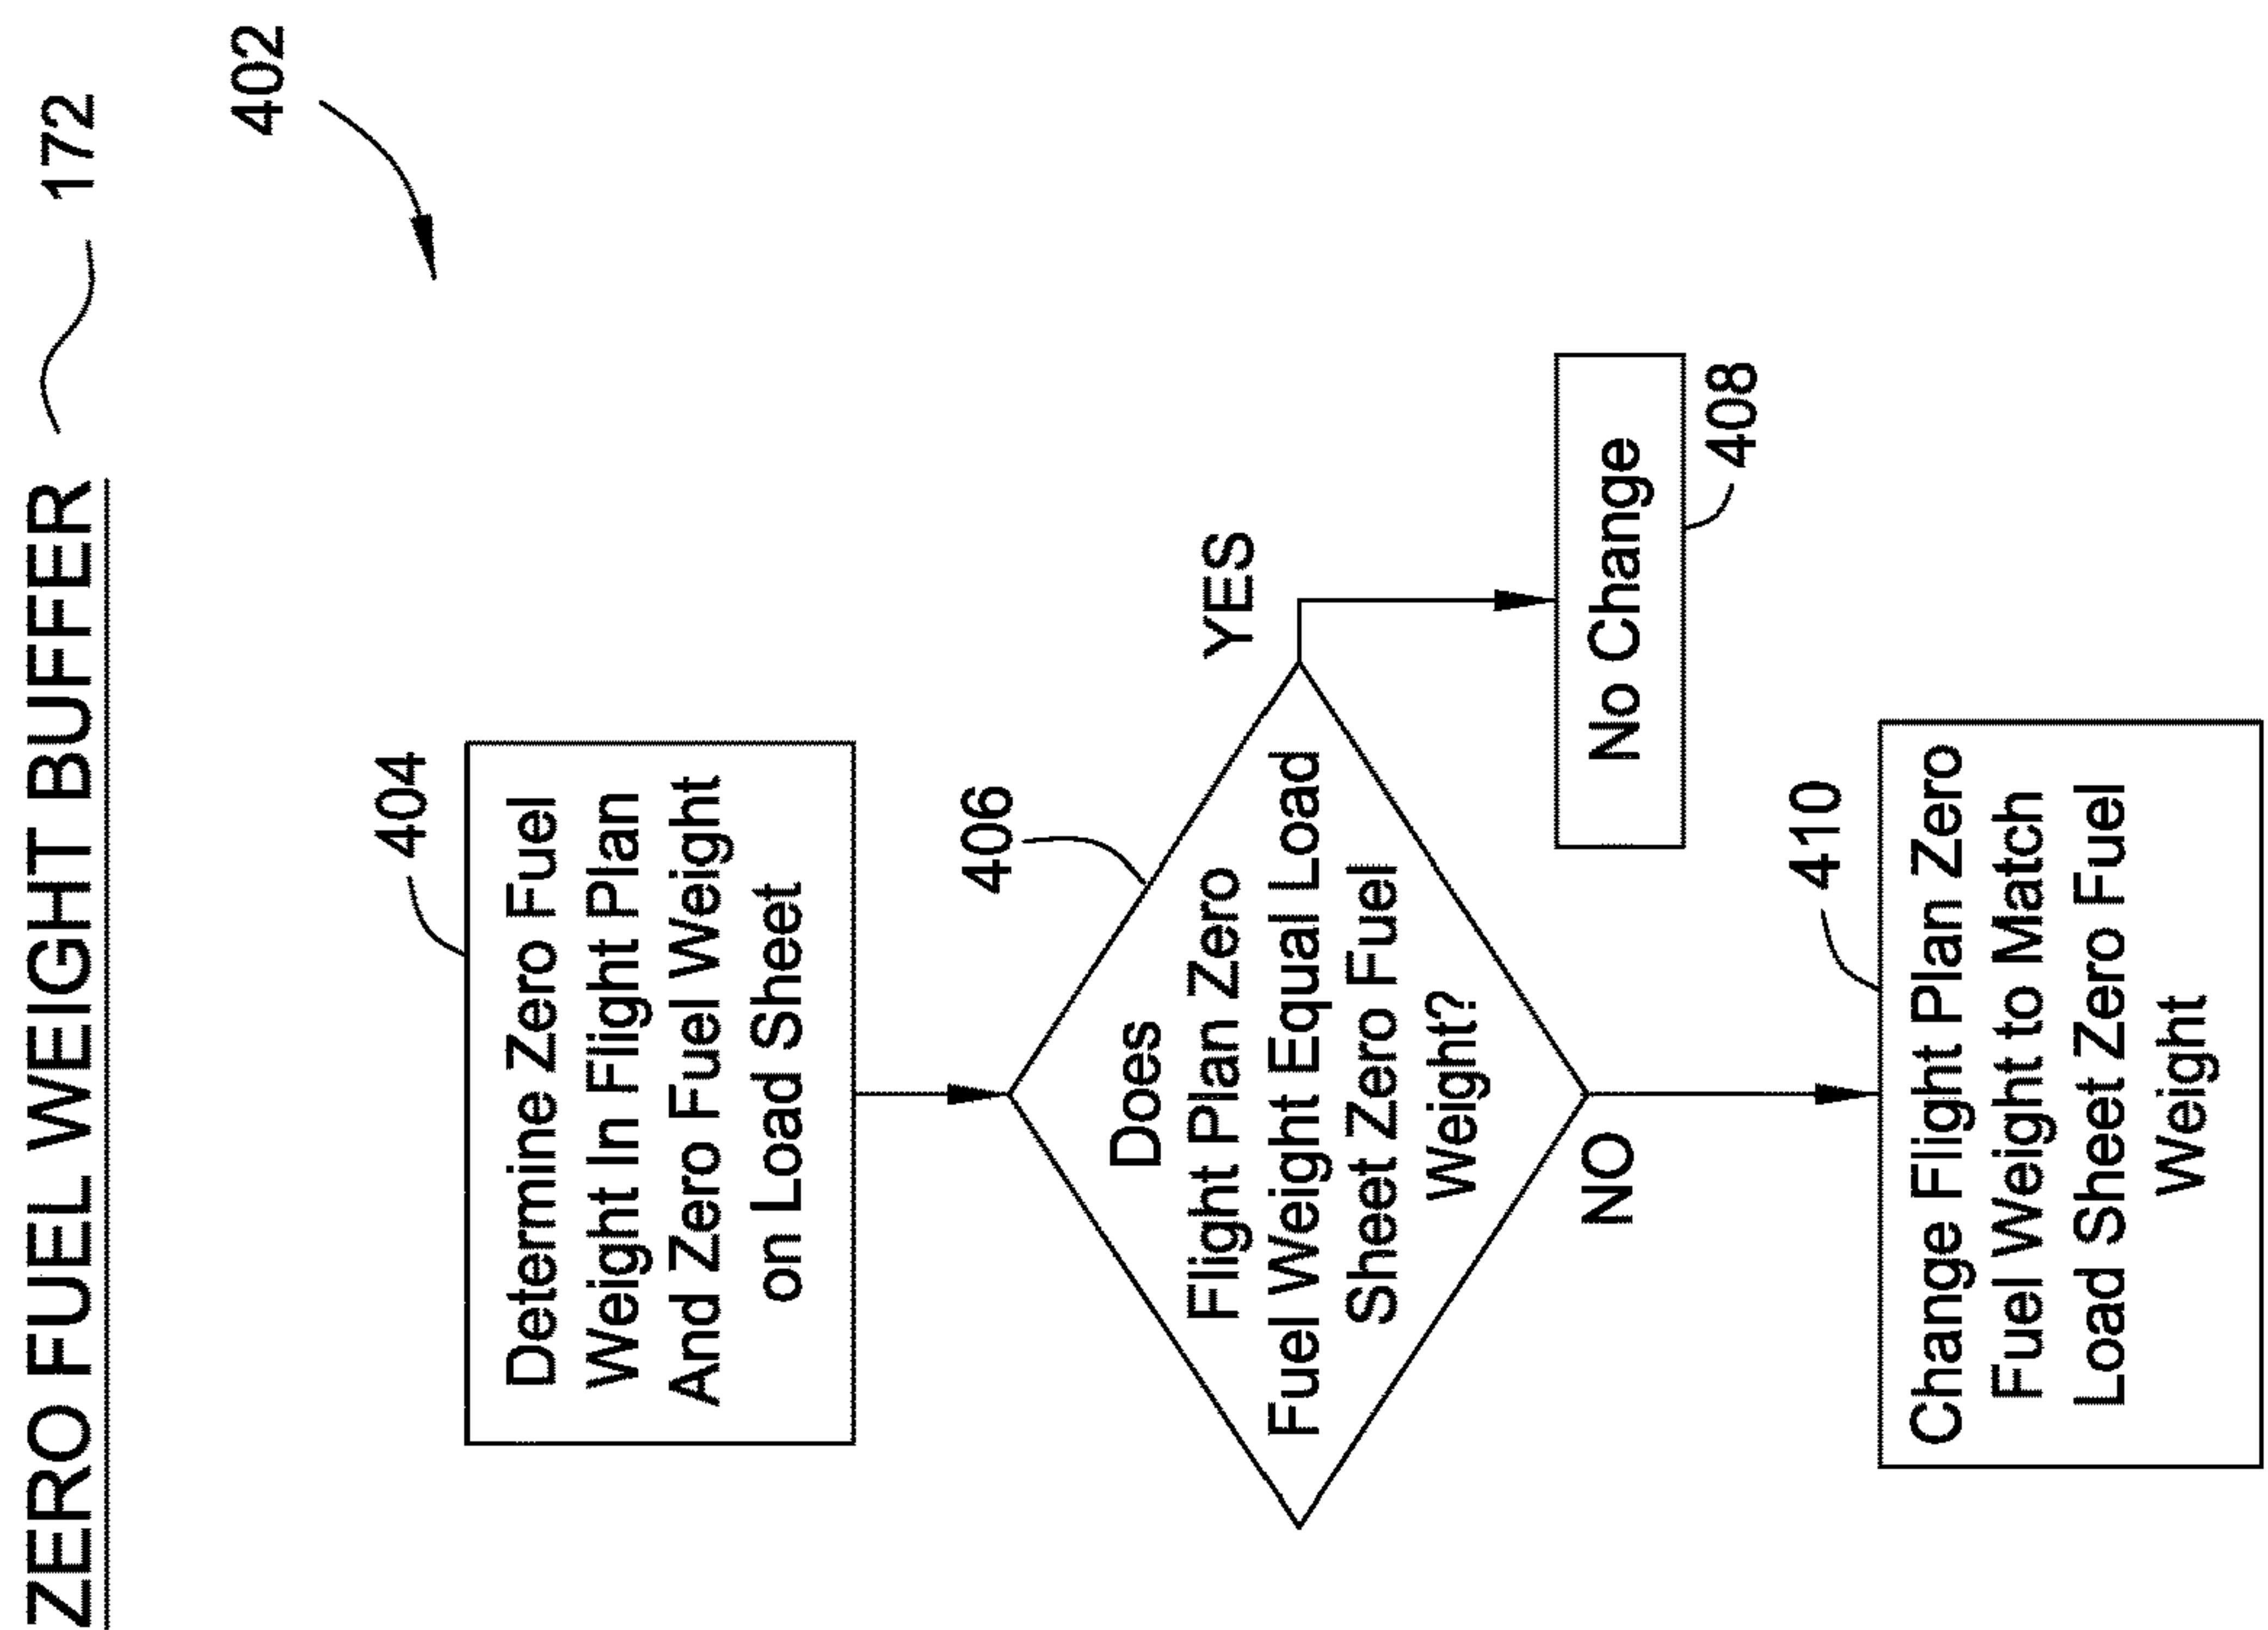 ZERO FUEL WEIGHT BUFFER 172
402
404
Determine Zero Fuel
Weight In Flight Plan
And Zero Fuel Weight
on Load Sheet
406
Does
Flight Plan Zero
Fuel Weight Equal Load
Sheet Zero Fuel
Weight?
YES
No Change
408
NO
410
Change Flight Plan Zero
Fuel Weight to Match
Load Sheet Zero Fuel
Weight